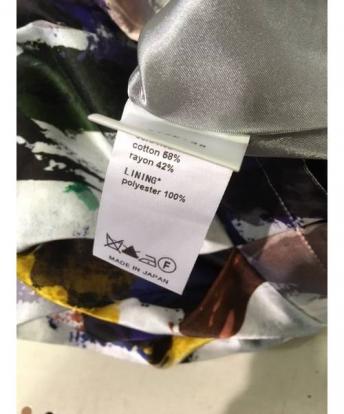 cotton 58%
rayon 42%
LINING*
polyester 100%
F
MADE IN JAPAN